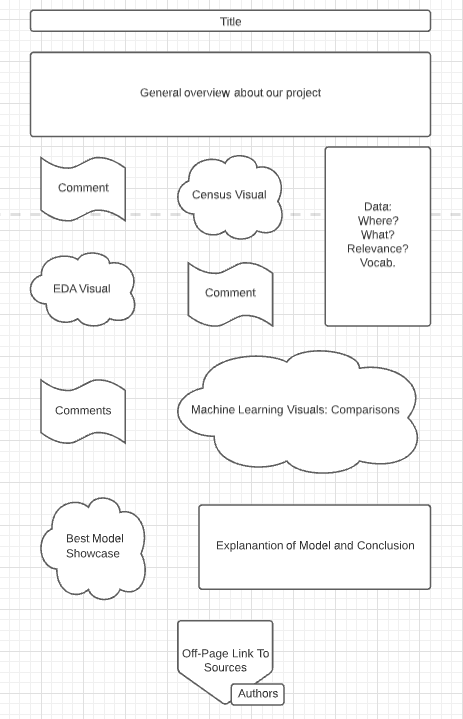 Title
General overview about our project
Comment
Census Visual
Data:
Where?
What?
Relevance?
Vocab.
EDA Visual
Comment
Comments
Machine Learning Visuals: Comparisons
Best Model
Showcase
Explanantion of Model and Conclusion
Off-Page Link To
Sources
Authors